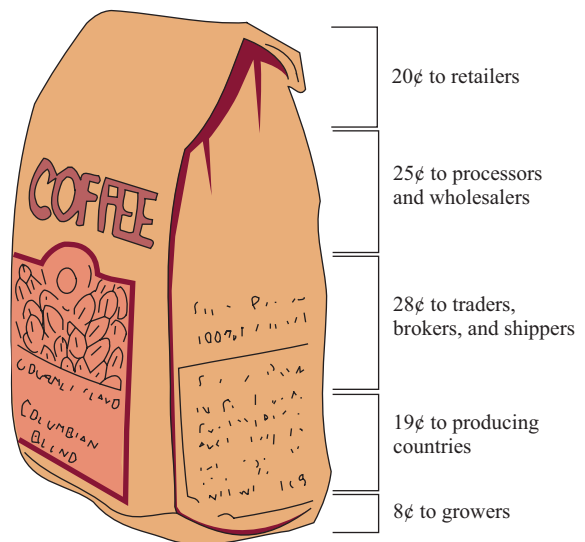 COFFEE
100%
COLUMBIAN
BLEND
20¢ to retailers
25¢ to processors
and wholesalers
28¢ to traders,
brokers, and shippers
19¢ to producing
countries
8¢ to growers